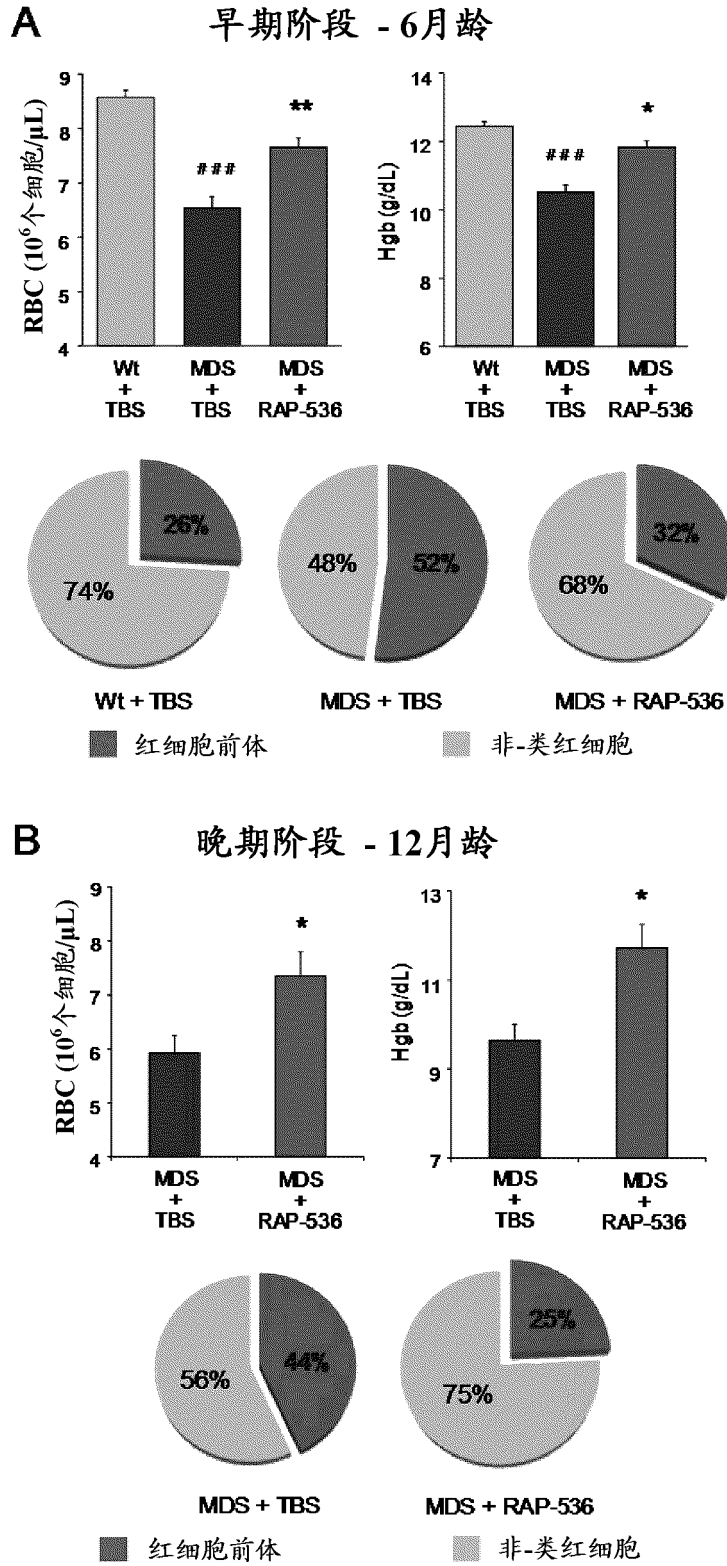 A 早期阶段 - 6月龄
RBC (10⁶个细胞/μL)
9
8
7
6
5
4
###
**
Wt + TBS
MDS + TBS
MDS + RAP-536
Hgb (g/dL)
14
12
10
8
6
###
*
Wt + TBS
MDS + TBS
MDS + RAP-536
26%
74%
Wt + TBS
48%
52%
MDS + TBS
32%
68%
MDS + RAP-536
红细胞前体
非-类红细胞
B 晚期阶段 - 12月龄
RBC (10⁶个细胞/μL)
9
8
7
6
5
4
*
MDS + TBS
MDS + RAP-536
Hgb (g/dL)
13
11
9
7
*
MDS + TBS
MDS + RAP-536
56%
44%
MDS + TBS
25%
75%
MDS + RAP-536
红细胞前体
非-类红细胞